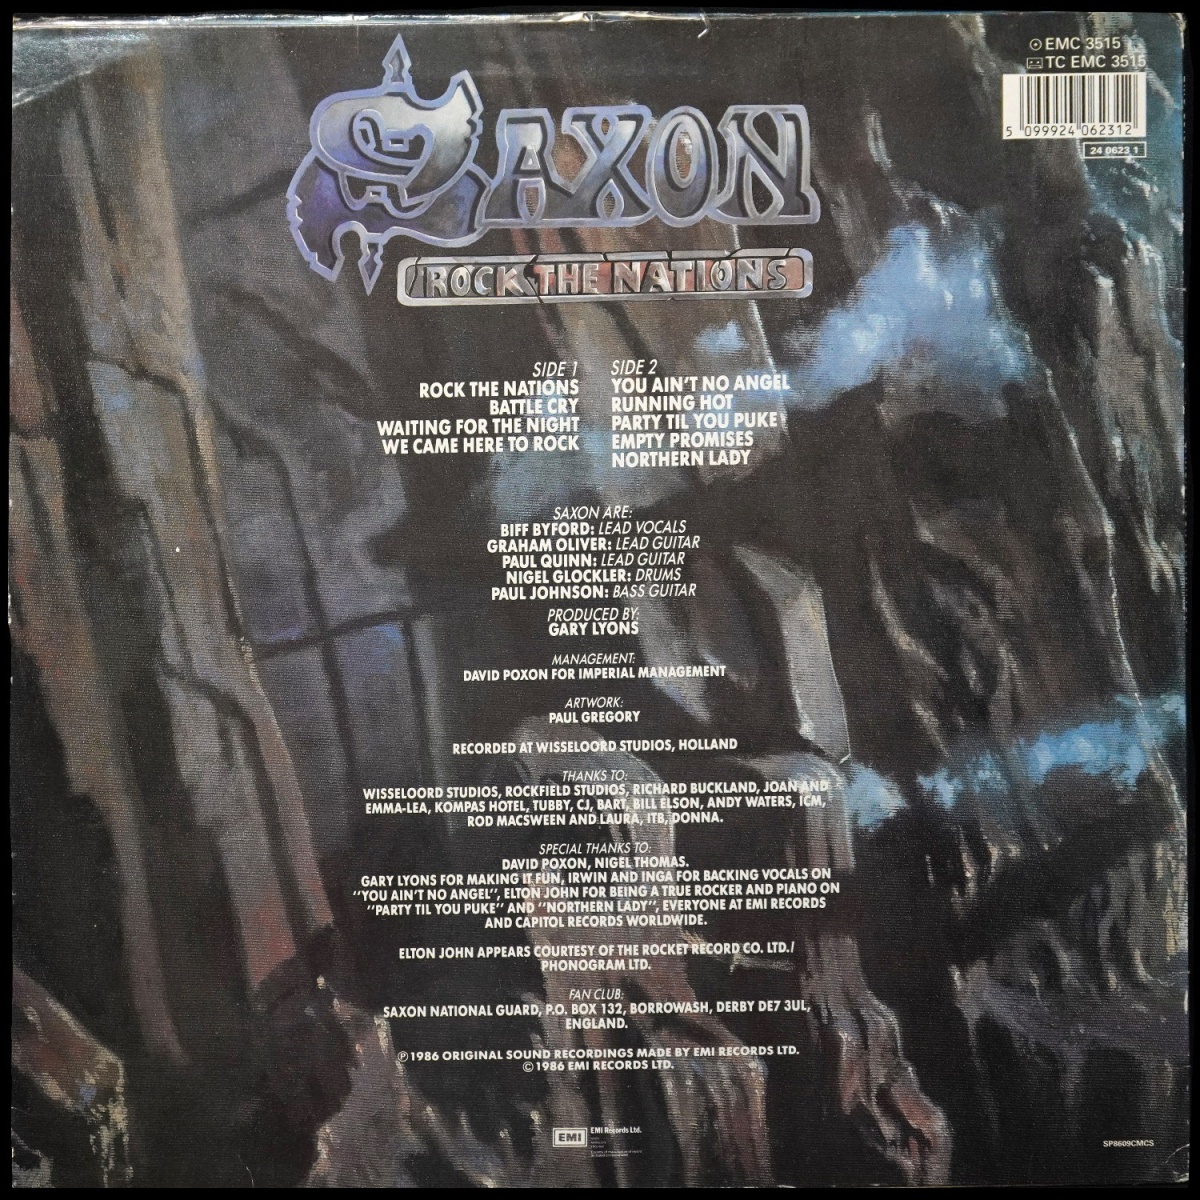 EMC 3515
TC EMC 3515
5 099924 062312
24 0623 1
SAXON
ROCK THE NATIONS
SIDE 1
ROCK THE NATIONS
BATTLE CRY
WAITING FOR THE NIGHT
WE CAME HERE TO ROCK
SIDE 2
YOU AIN'T NO ANGEL
RUNNING HOT
PARTY TIL YOU PUKE
EMPTY PROMISES
NORTHERN LADY
SAXON ARE:
BIFF BYFORD: LEAD VOCALS
GRAHAM OLIVER: LEAD GUITAR
PAUL QUINN: LEAD GUITAR
NIGEL GLOCKLER: DRUMS
PAUL JOHNSON: BASS GUITAR
PRODUCED BY:
GARY LYONS
MANAGEMENT:
DAVID POXON FOR IMPERIAL MANAGEMENT
ARTWORK:
PAUL GREGORY
RECORDED AT WISSELOORD STUDIOS, HOLLAND
THANKS TO:
WISSELOORD STUDIOS, ROCKFIELD STUDIOS, RICHARD BUCKLAND, JOAN AND
EMMA-LEA, KOMPAS HOTEL, TUBBY, CJ, BART, BILL ELSON, ANDY WATERS, ICM,
ROD MACSWEEN AND LAURA, ITB, DONNA.
SPECIAL THANKS TO:
DAVID POXON, NIGEL THOMAS.
GARY LYONS FOR MAKING IT FUN, IRWIN AND INGA FOR BACKING VOCALS ON
"YOU AIN'T NO ANGEL", ELTON JOHN FOR BEING A TRUE ROCKER AND PIANO ON
"PARTY TIL YOU PUKE" AND "NORTHERN LADY", EVERYONE AT EMI RECORDS
AND CAPITOL RECORDS WORLDWIDE.
ELTON JOHN APPEARS COURTESY OF THE ROCKET RECORD CO. LTD./
PHONOGRAM LTD.
FAN CLUB:
SAXON NATIONAL GUARD, P.O. BOX 132, BORROWASH, DERBY DE7 3UL,
ENGLAND.
℗ 1986 ORIGINAL SOUND RECORDINGS MADE BY EMI RECORDS LTD.
© 1986 EMI RECORDS LTD.
EMI
EMI Records Ltd.
SP8609CMCS